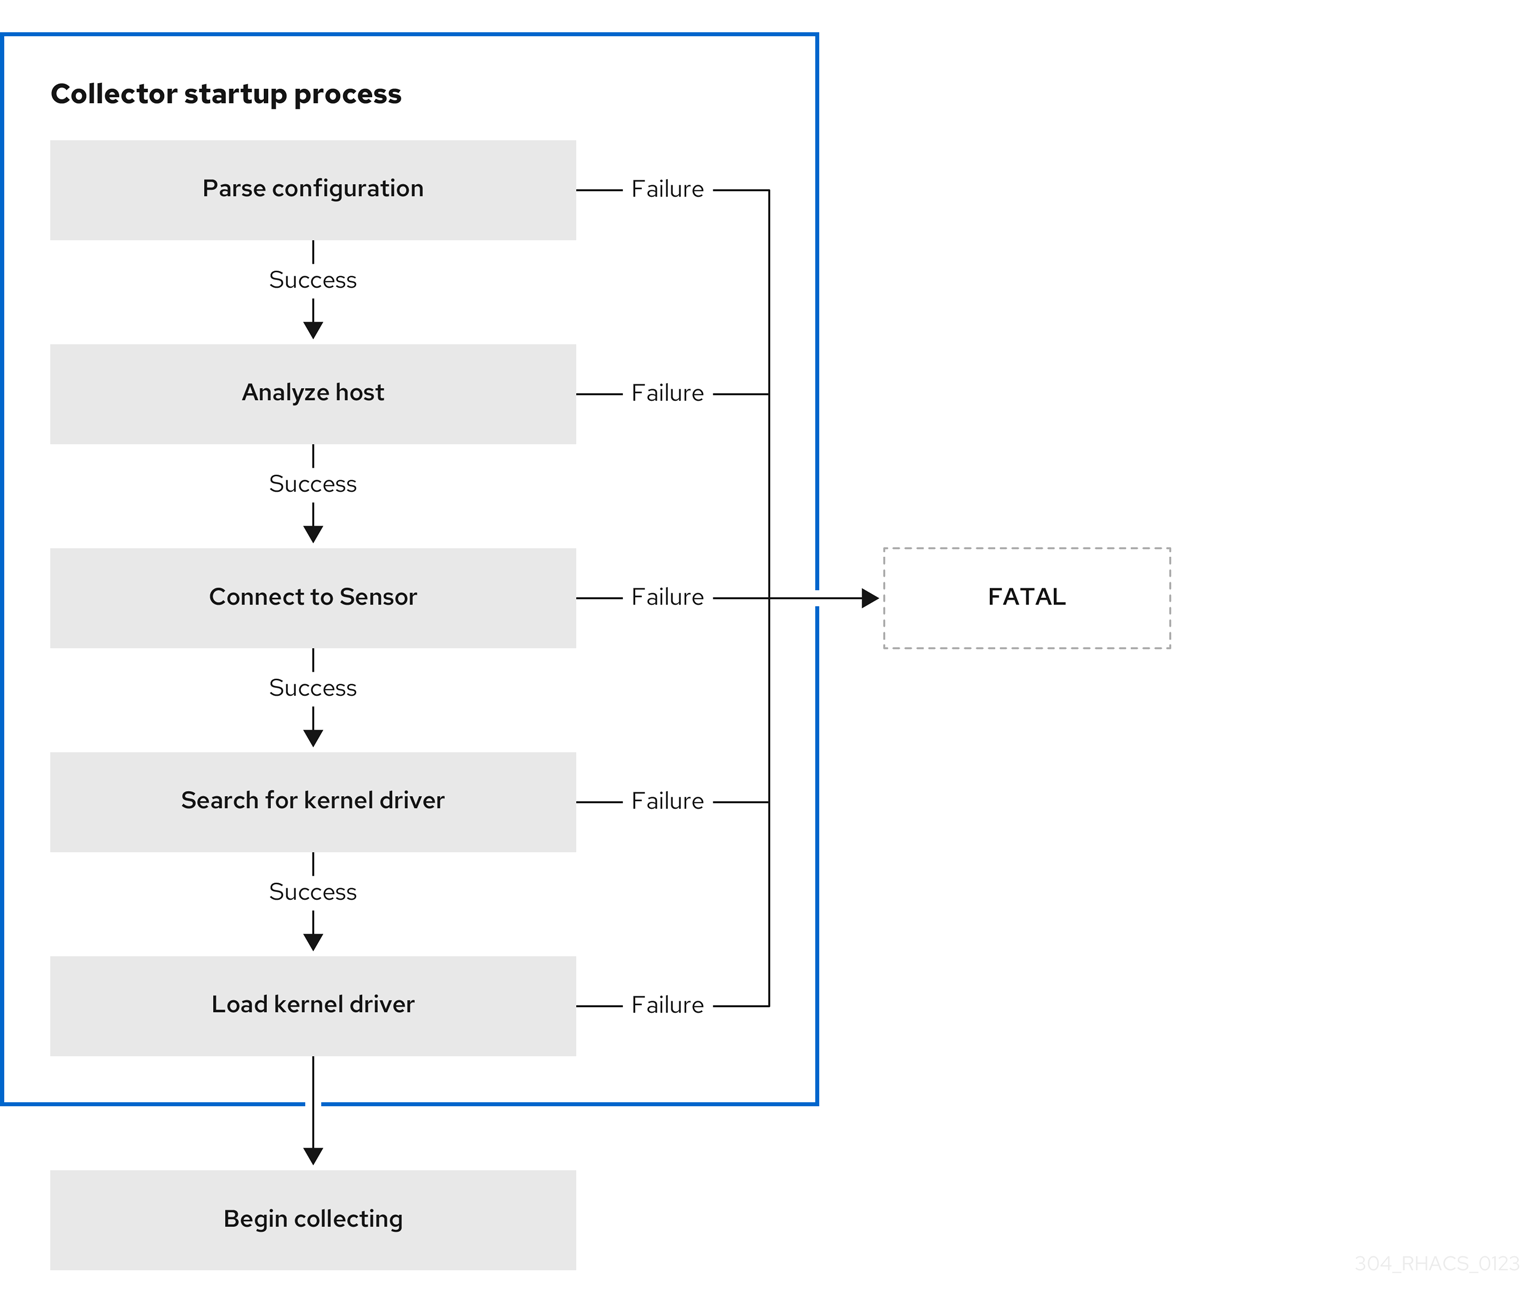 Collector startup process
Parse configuration
Failure
Success
Analyze host
Failure
Success
Connect to Sensor
Failure
FATAL
Success
Search for kernel driver
Failure
Success
Load kernel driver
Failure
Begin collecting
304_RHACS_0123